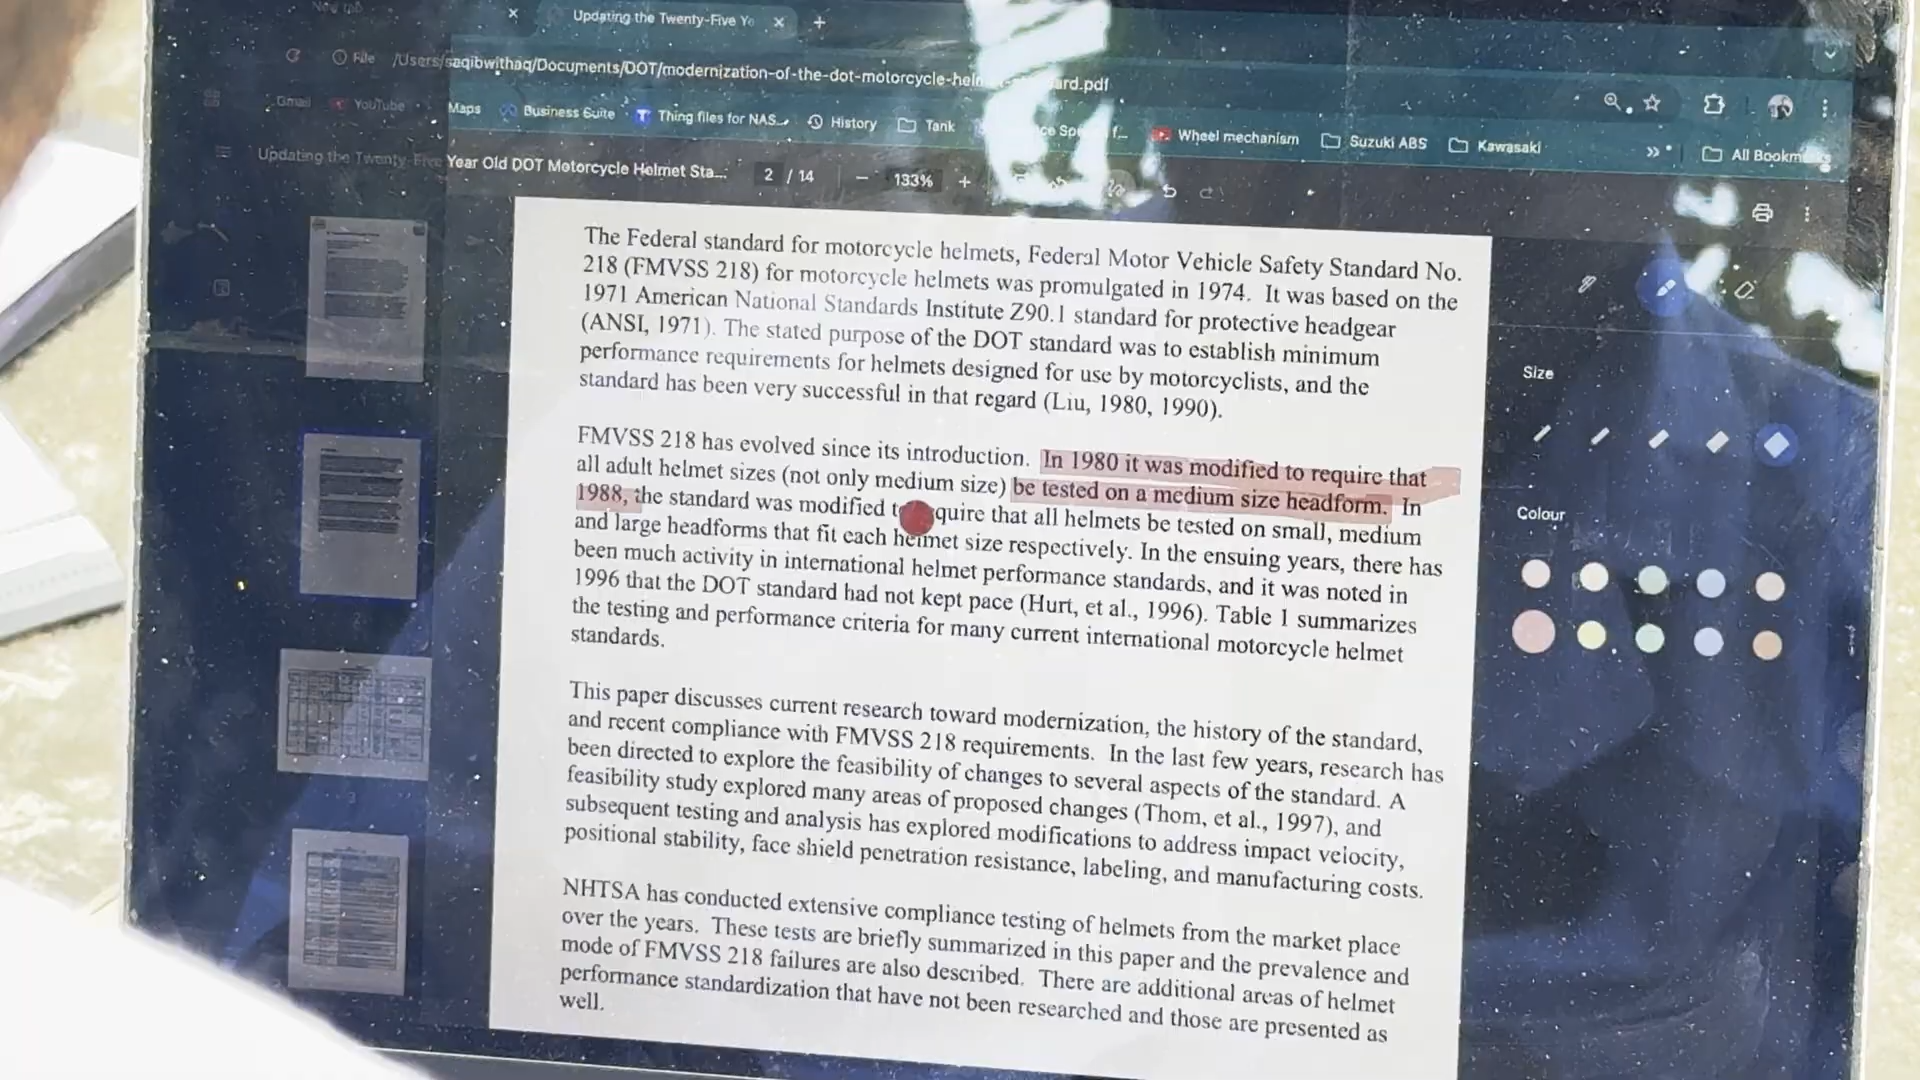 New tab
Updating the Twenty-Five Ye
File /Users/saqibwithaq/Documents/DOT/modernization-of-the-dot-motorcycle-hel ard.pdf
Gmail YouTube Maps Business Suite Thing files for NAS... History Tank f... Wheel mechanism Suzuki ABS Kawasaki All Bookm
Updating the Twenty-Five Year Old DOT Motorcycle Helmet Sta... 2 / 14 133%
The Federal standard for motorcycle helmets, Federal Motor Vehicle Safety Standard No.
218 (FMVSS 218) for motorcycle helmets was promulgated in 1974. It was based on the
1971 American National Standards Institute Z90.1 standard for protective headgear
(ANSI, 1971). The stated purpose of the DOT standard was to establish minimum
performance requirements for helmets designed for use by motorcyclists, and the
standard has been very successful in that regard (Liu, 1980, 1990).
FMVSS 218 has evolved since its introduction. In 1980 it was modified to require that
all adult helmet sizes (not only medium size) be tested on a medium size headform. In
1988, the standard was modified t quire that all helmets be tested on small, medium
and large headforms that fit each helmet size respectively. In the ensuing years, there has
been much activity in international helmet performance standards, and it was noted in
1996 that the DOT standard had not kept pace (Hurt, et al., 1996). Table 1 summarizes
the testing and performance criteria for many current international motorcycle helmet
standards.
This paper discusses current research toward modernization, the history of the standard,
and recent compliance with FMVSS 218 requirements. In the last few years, research has
been directed to explore the feasibility of changes to several aspects of the standard. A
feasibility study explored many areas of proposed changes (Thom, et al., 1997), and
subsequent testing and analysis has explored modifications to address impact velocity,
positional stability, face shield penetration resistance, labeling, and manufacturing costs.
NHTSA has conducted extensive compliance testing of helmets from the market place
over the years. These tests are briefly summarized in this paper and the prevalence and
mode of FMVSS 218 failures are also described. There are additional areas of helmet
performance standardization that have not been researched and those are presented as
well.
Size
Colour
2
3